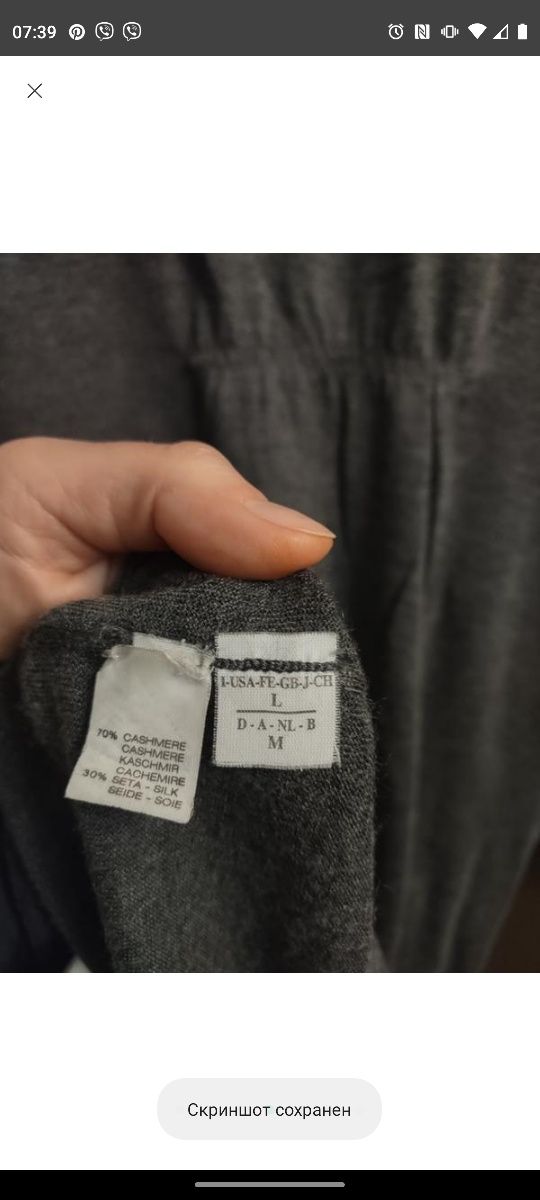 07:39
70% CASHMERE
CASHMERE
KASCHMIR
CACHEMIRE
30% SETA - SILK
SEIDE - SOIE
I-USA-FE-GB-J-CH
L
D - A - NL - B
M
Скриншот сохранен